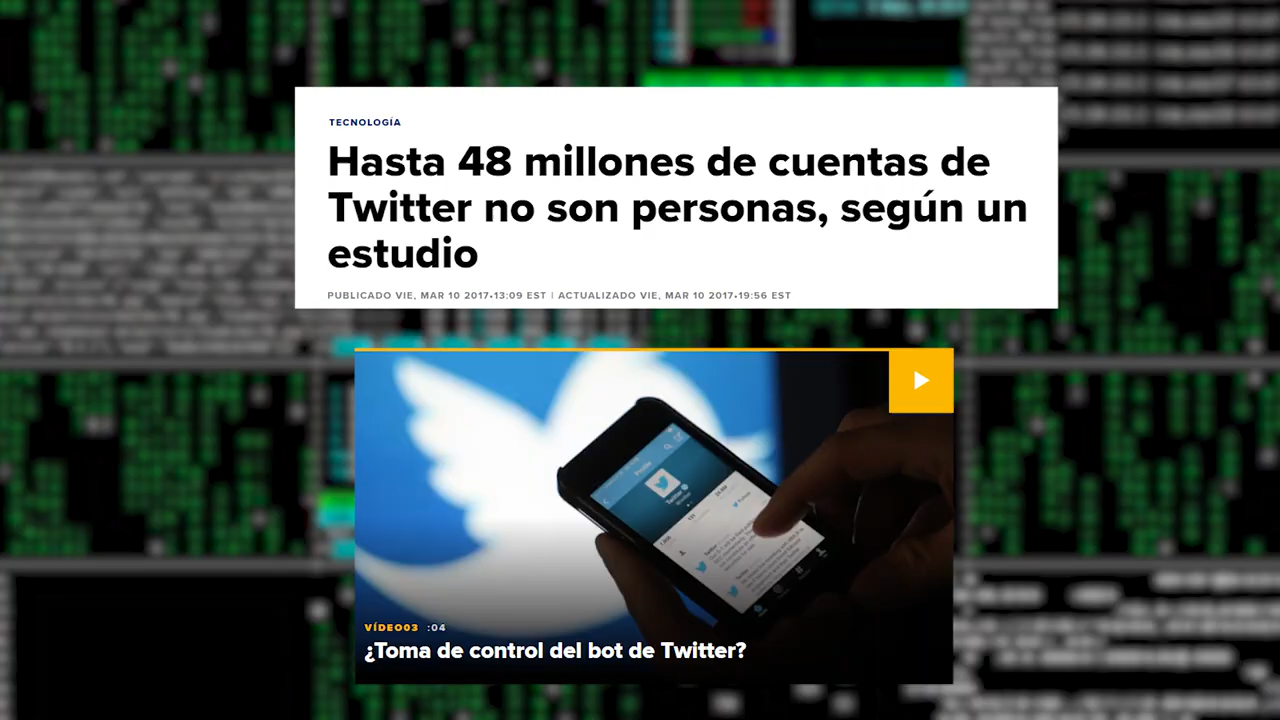 TECNOLOGÍA
Hasta 48 millones de cuentas de
Twitter no son personas, según un
estudio
PUBLICADO VIE, MAR 10 2017•13:09 EST | ACTUALIZADO VIE, MAR 10 2017•19:56 EST
Profile
Twitter
VÍDEO03 :04
¿Toma de control del bot de Twitter?